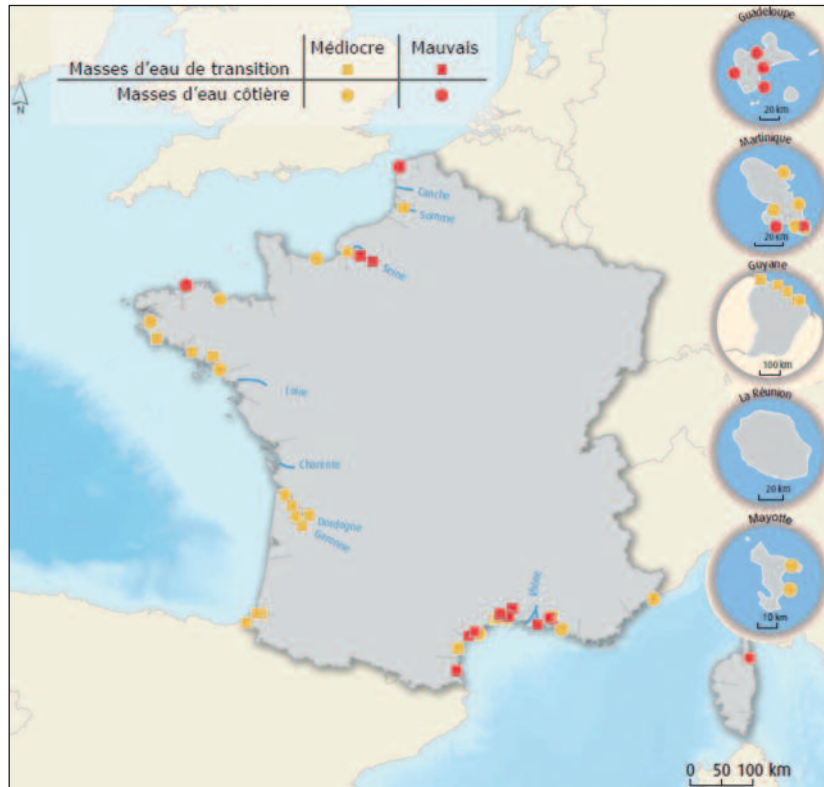 Médiocre Mauvais
Masses d'eau de transition
Masses d'eau côtière
N
Guadeloupe
20 km
Martinique
20 km
Guyane
100 km
La Réunion
20 km
Mayotte
10 km
Canche
Somme
Seine
Loire
Charente
Dordogne
Garonne
Rhône
0 50 100 km